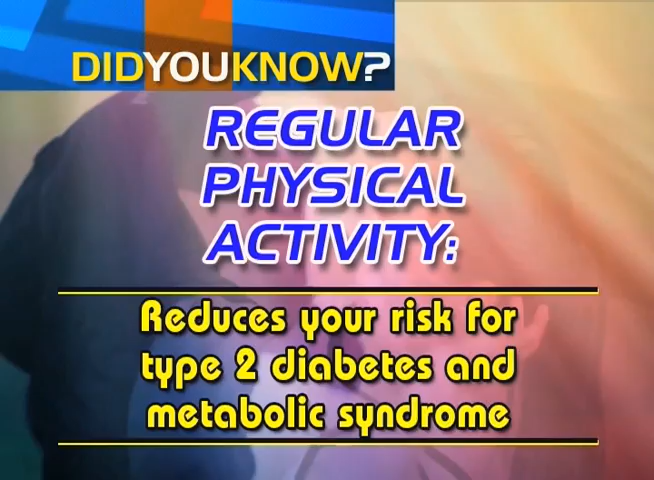 DIDYOUKNOW?
REGULAR
PHYSICAL
ACTIVITY:
Reduces your risk for
type 2 diabetes and
metabolic syndrome